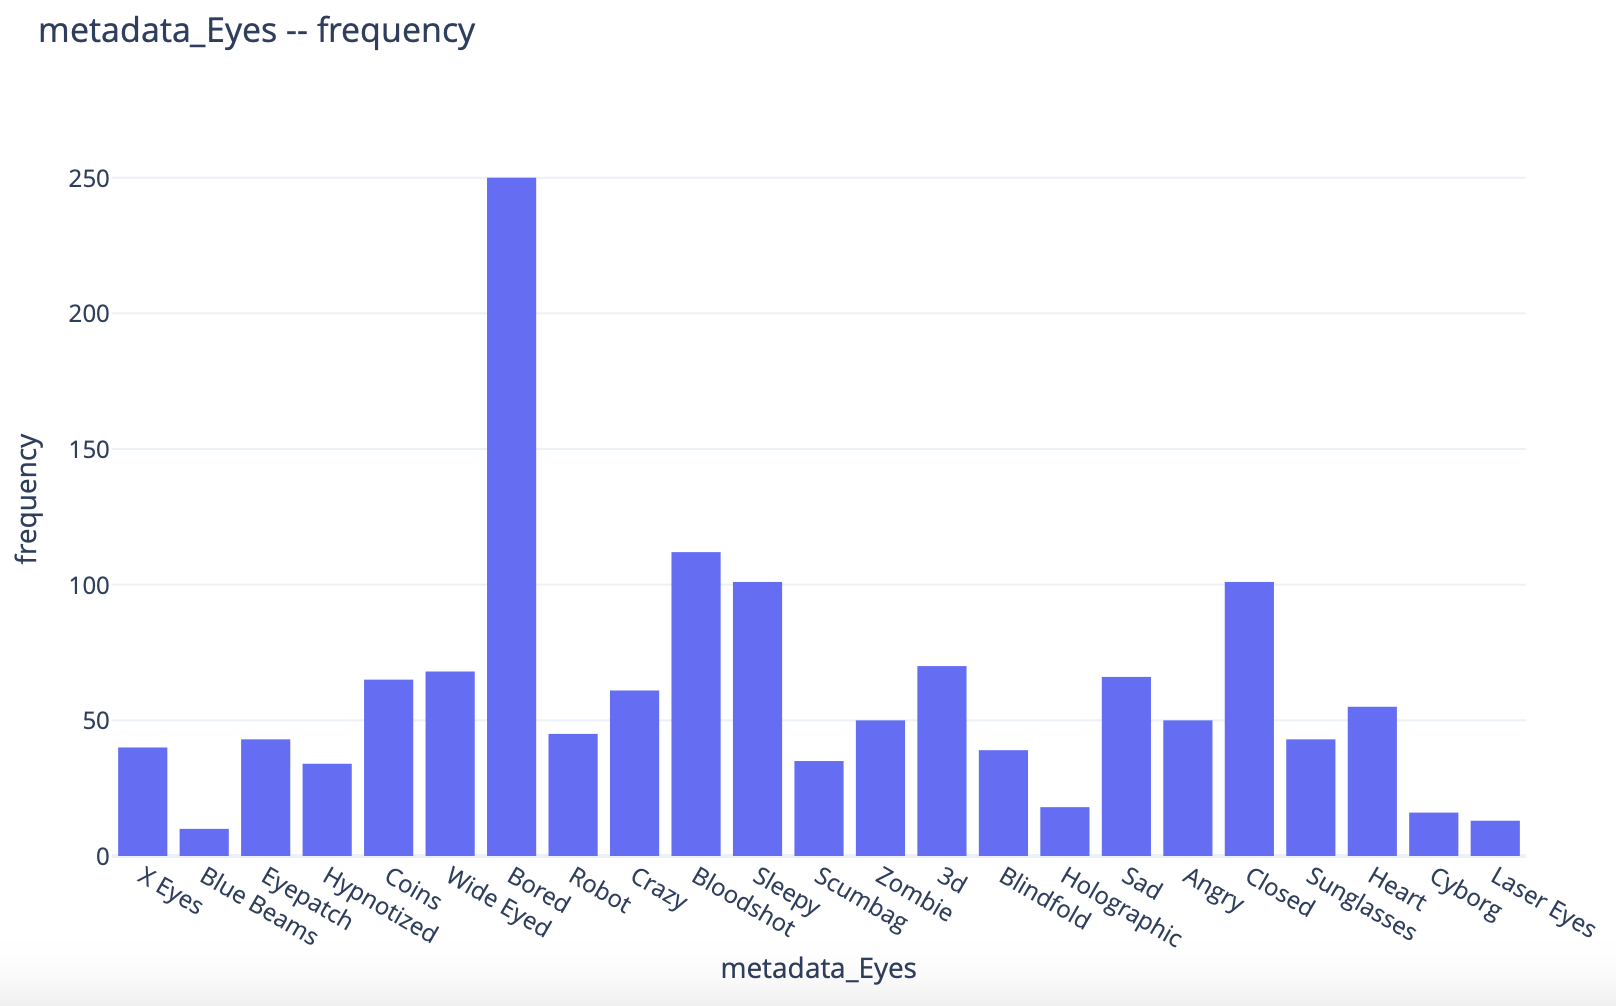 metadata_Eyes -- frequency
250
200
150
100
50
0
frequency
X Eyes
Blue Beams
Eyepatch
Hypnotized
Coins
Wide Eyed
Bored
Robot
Crazy
Bloodshot
Sleepy
Scumbag
Zombie
3d
Blindfold
Holographic
Sad
Angry
Closed
Sunglasses
Heart
Cyborg
Laser Eyes
metadata_Eyes